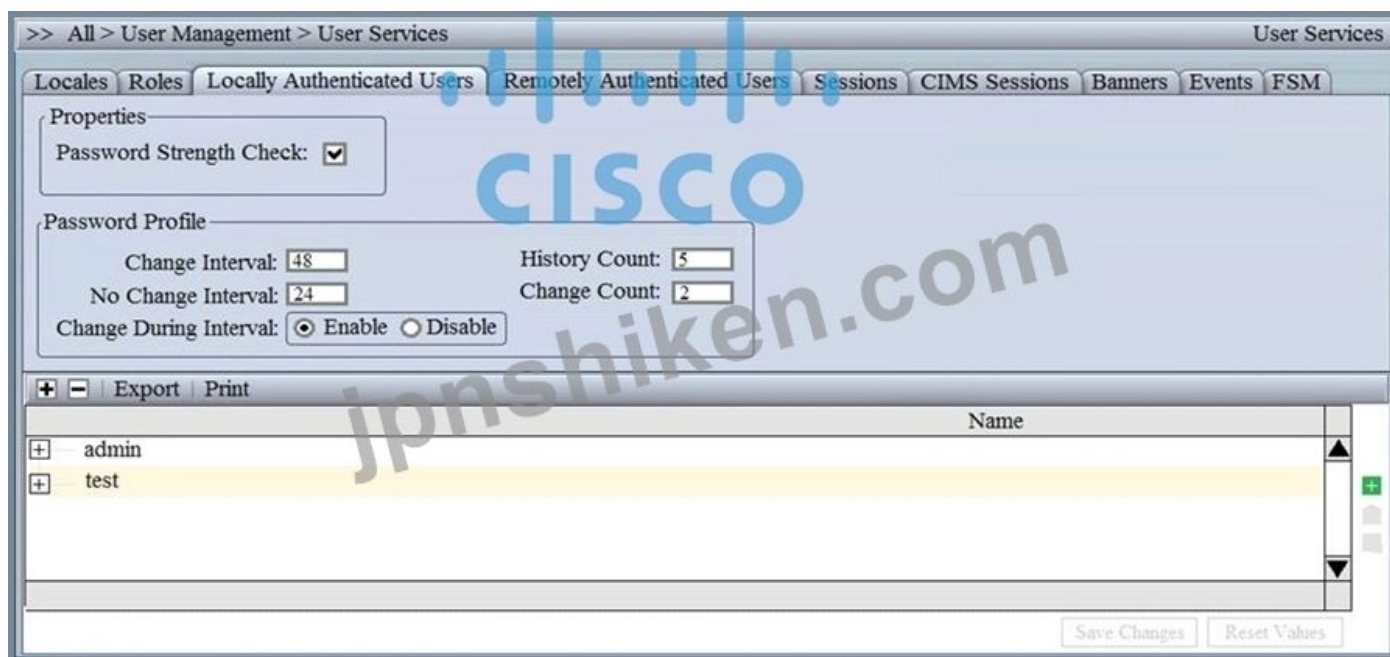 >> All > User Management > User Services User Services
Locales Roles Locally Authenticated Users Remotely Authenticated Users Sessions CIMS Sessions Banners Events FSM
CISCO
Properties
Password Strength Check:
Password Profile
Change Interval: 48 History Count: 5
No Change Interval: 24 Change Count: 2
Change During Interval: Enable Disable
jpnshiken.com
Export Print
Name
admin
test
Save Changes Reset Values